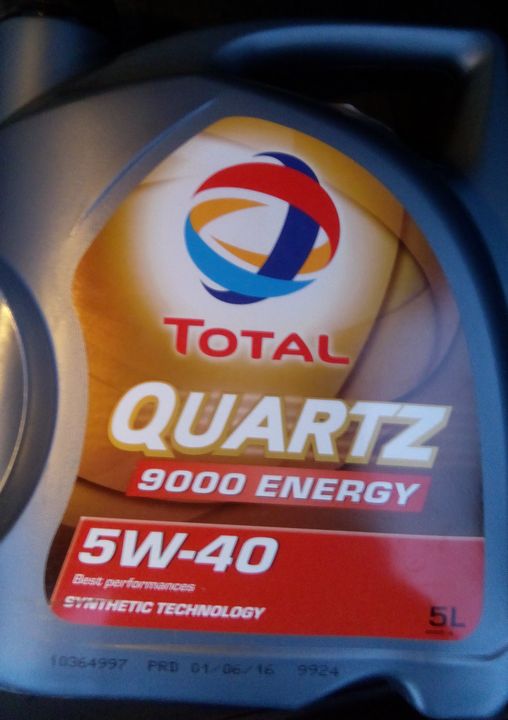 TOTAL
QUARTZ
9000 ENERGY
5W-40
Best performances
SYNTHETIC TECHNOLOGY
5L
10364997 PRD 01/06/16 9924